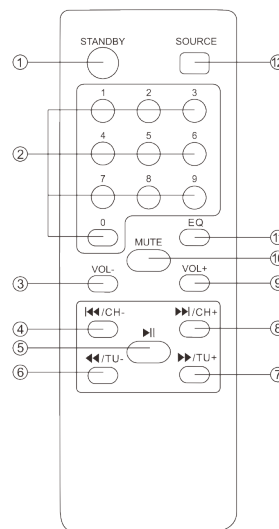 STANDBY SOURCE
① ⑫
1 2 3
② 4 5 6
7 8 9
0 EQ
⑪
MUTE ⑩
③ VOL- VOL+ ⑨
④ ⏮/CH- ⏭/CH+ ⑧
⑤ ⏯
⑥ ⏪/TU- ⏩/TU+ ⑦